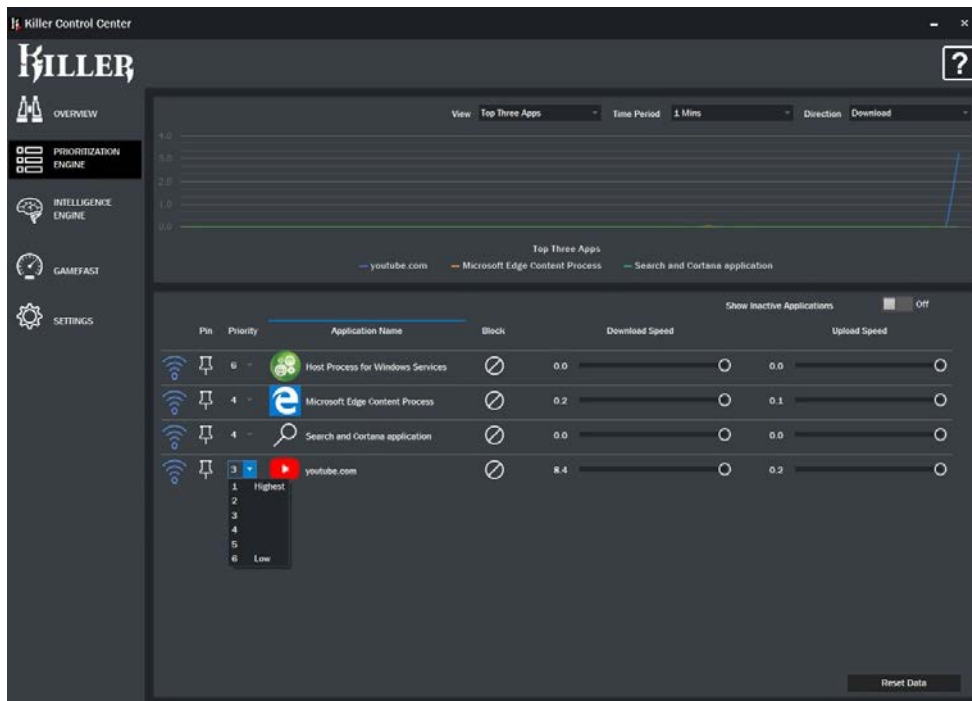 Killer Control Center
KILLER
?
OVERVIEW
PRIORITIZATION
ENGINE
INTELLIGENCE
ENGINE
GAMEFAST
SETTINGS
View Top Three Apps Time Period 1 Mins Direction Download
4.0
3.0
2.0
1.0
0.0
Top Three Apps
youtube.com Microsoft Edge Content Process Search and Cortana application
Show Inactive Applications Off
Pin Priority Application Name Block Download Speed Upload Speed
6 Host Process for Windows Services 0.0 0.0
4 Microsoft Edge Content Process 0.2 0.1
4 Search and Cortana application 0.0 0.0
3 youtube.com 8.4 0.2
1 Highest
2
3
4
5
6 Low
Reset Data